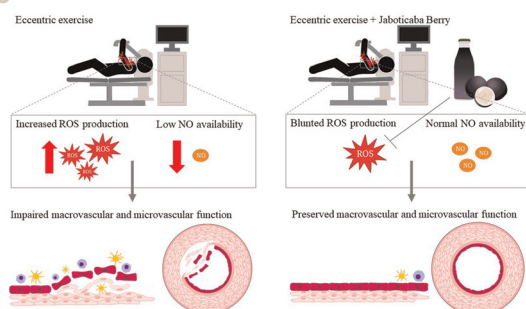 Eccentric exercise
Increased ROS production
Low NO availability
ROS
ROS
ROS
NO
Impaired macrovascular and microvascular function
Eccentric exercise + Jaboticaba Berry
Blunted ROS production
Normal NO availability
ROS
NO
NO
NO
Preserved macrovascular and microvascular function